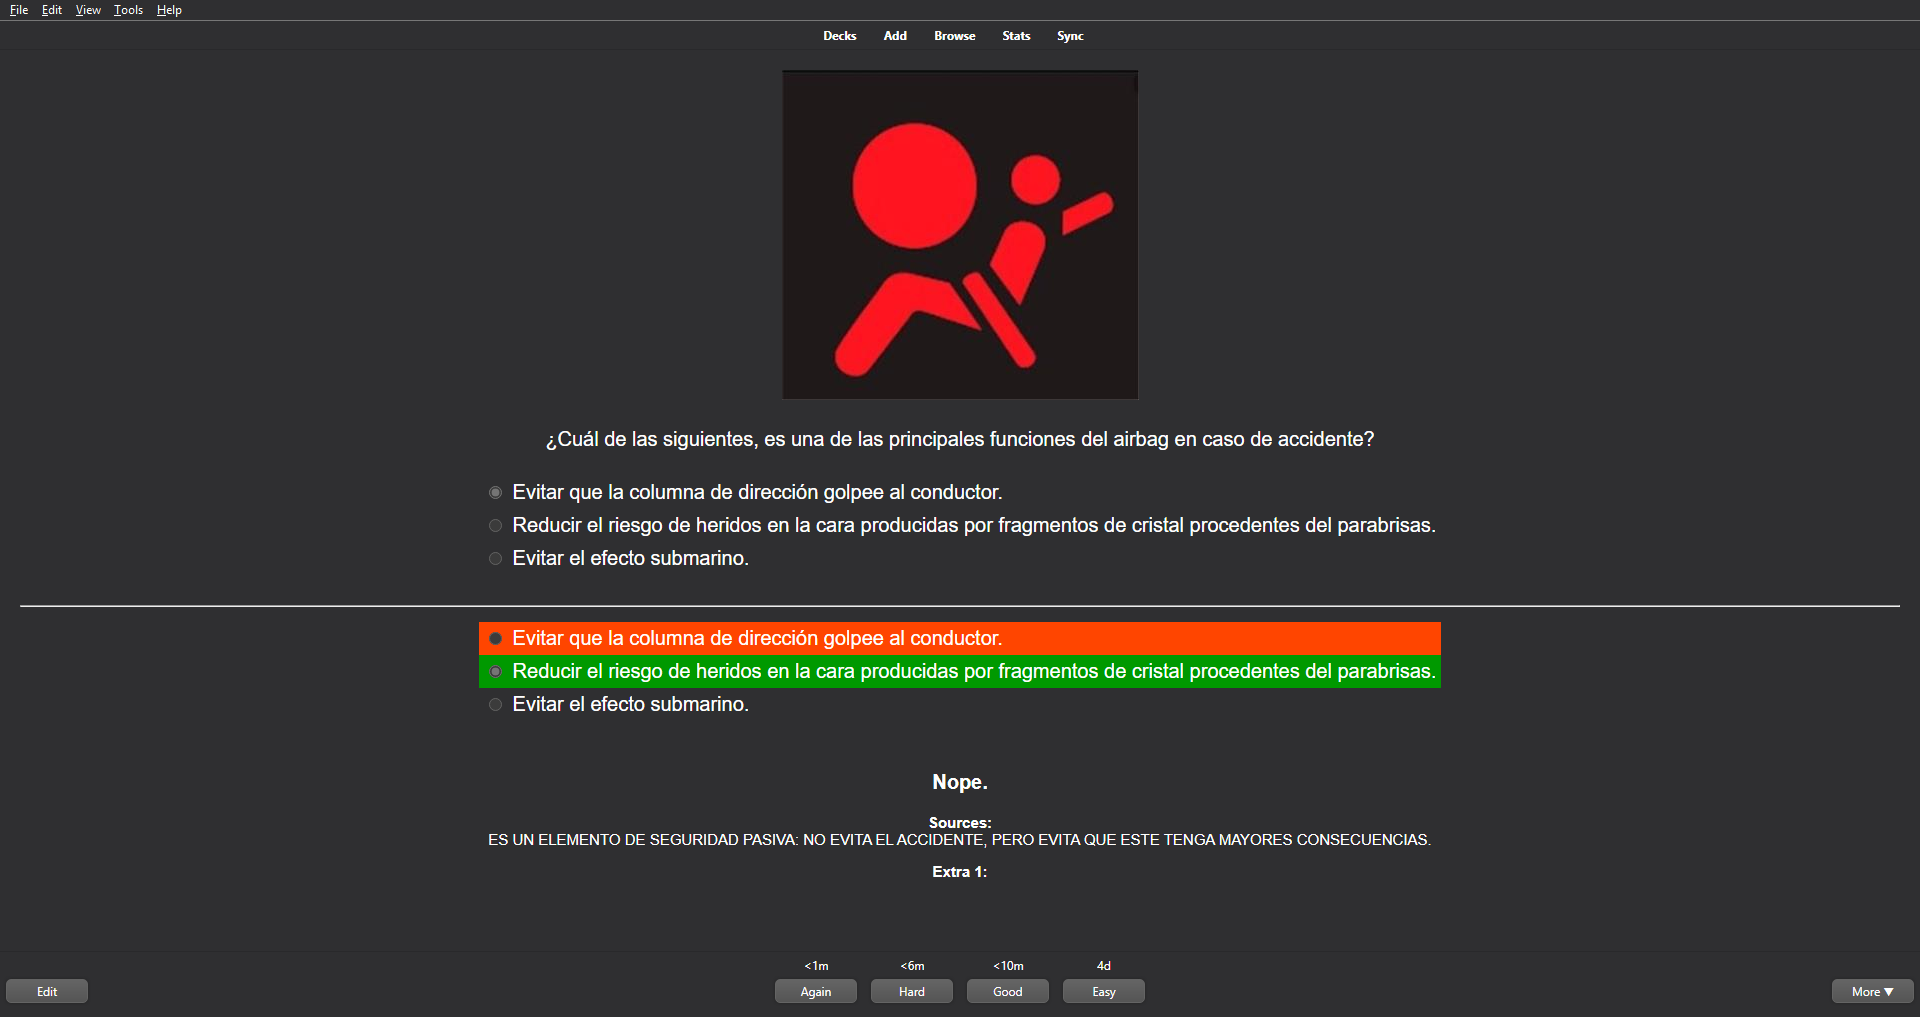 File Edit View Tools Help
Decks Add Browse Stats Sync
¿Cuál de las siguientes, es una de las principales funciones del airbag en caso de accidente?
Evitar que la columna de dirección golpee al conductor.
Reducir el riesgo de heridos en la cara producidas por fragmentos de cristal procedentes del parabrisas.
Evitar el efecto submarino.
Evitar que la columna de dirección golpee al conductor.
Reducir el riesgo de heridos en la cara producidas por fragmentos de cristal procedentes del parabrisas.
Evitar el efecto submarino.
Nope.
Sources:
ES UN ELEMENTO DE SEGURIDAD PASIVA: NO EVITA EL ACCIDENTE, PERO EVITA QUE ESTE TENGA MAYORES CONSECUENCIAS.
Extra 1:
<1m <6m <10m 4d
Edit Again Hard Good Easy More ▼